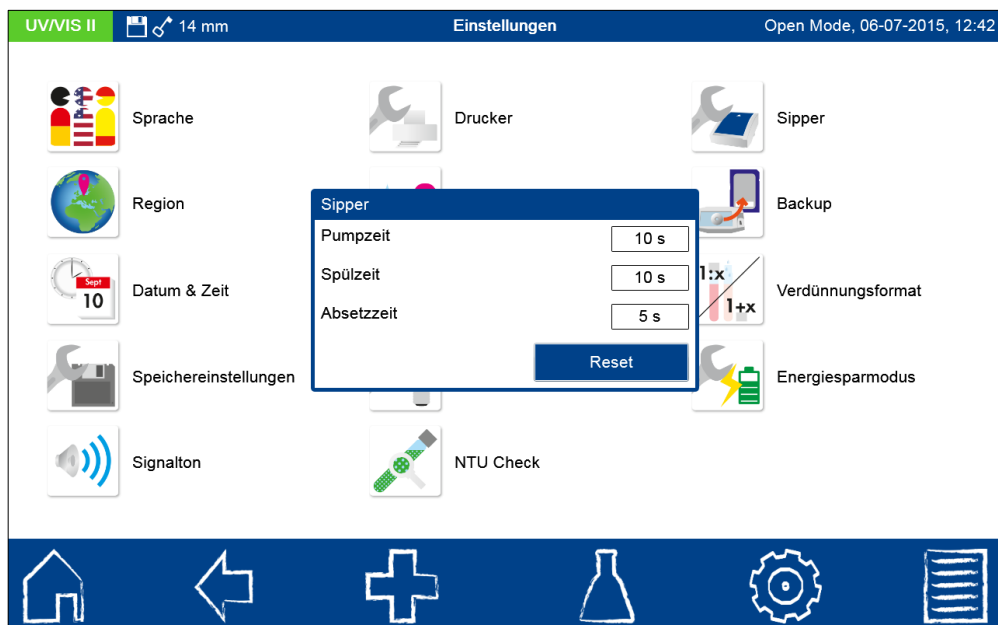 UV/VIS II 14 mm Einstellungen Open Mode, 06-07-2015, 12:42
Sprache Drucker Sipper
Region Backup
Sipper
Pumpzeit 10 s
Spülzeit 10 s
Absetzzeit 5 s
Reset
Sept
10 Datum & Zeit
1:x
1+x Verdünnungsformat
Speichereinstellungen Energiesparmodus
Signalton NTU Check